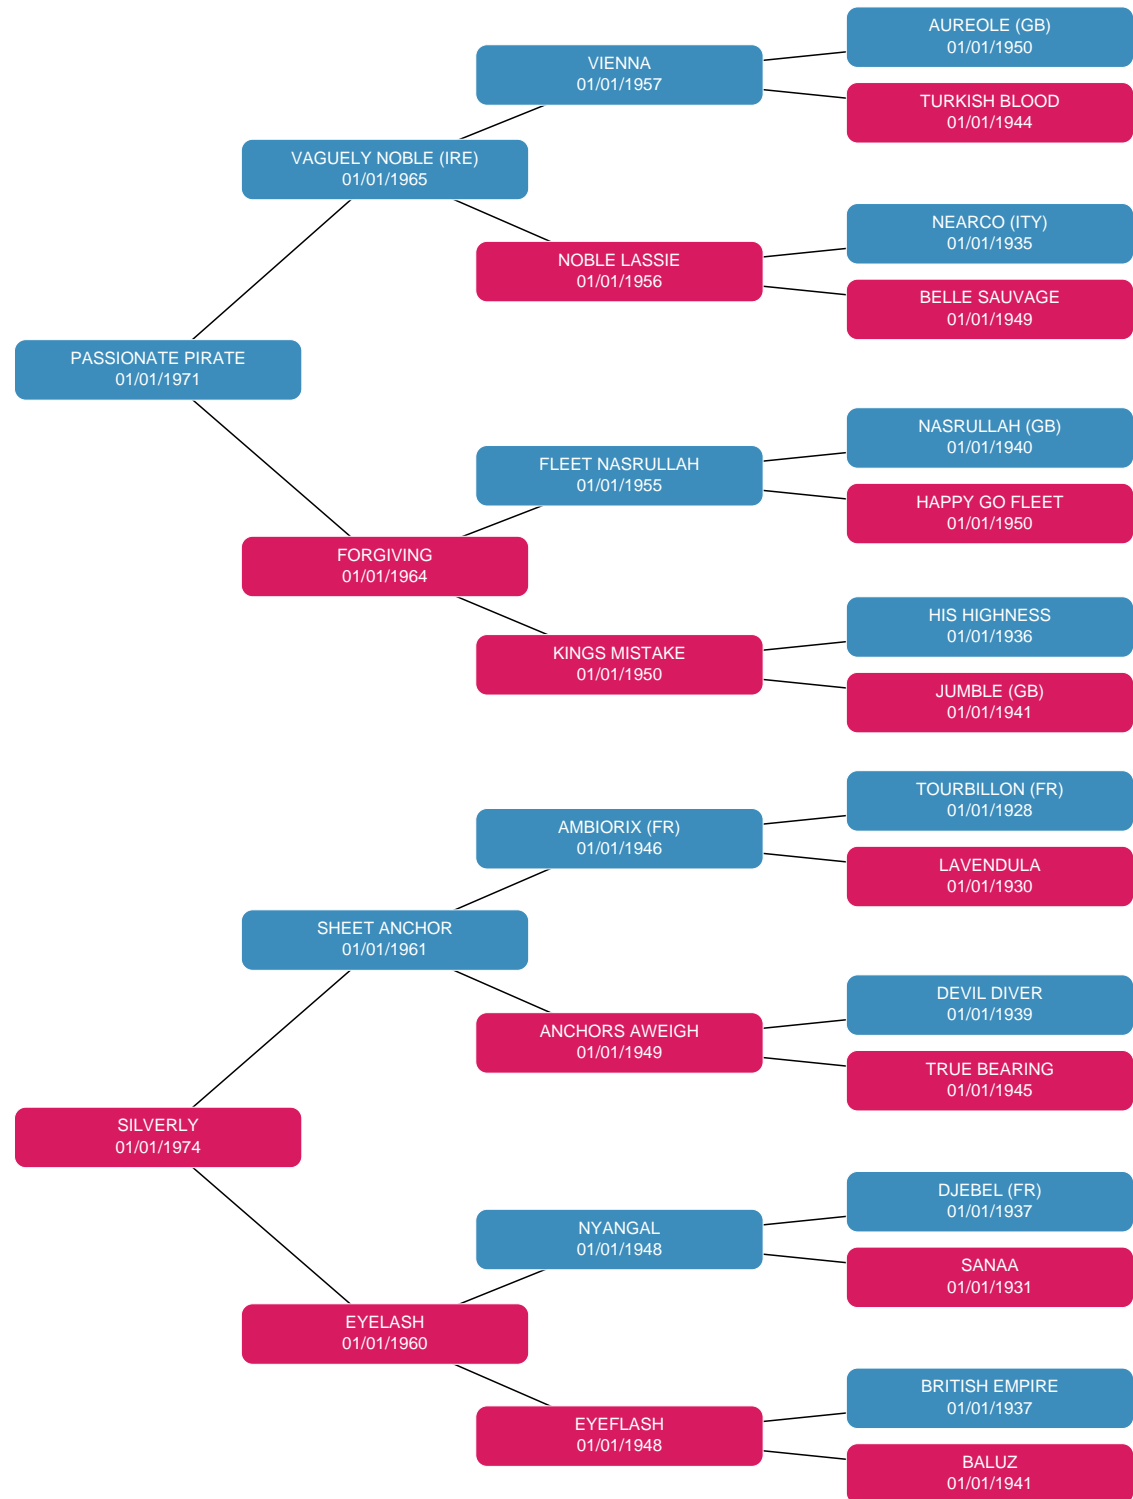 AUREOLE (GB)
01/01/1950
VIENNA
01/01/1957
TURKISH BLOOD
01/01/1944
VAGUELY NOBLE (IRE)
01/01/1965
NEARCO (ITY)
01/01/1935
NOBLE LASSIE
01/01/1956
BELLE SAUVAGE
01/01/1949
PASSIONATE PIRATE
01/01/1971
NASRULLAH (GB)
01/01/1940
FLEET NASRULLAH
01/01/1955
HAPPY GO FLEET
01/01/1950
FORGIVING
01/01/1964
HIS HIGHNESS
01/01/1936
KINGS MISTAKE
01/01/1950
JUMBLE (GB)
01/01/1941
TOURBILLON (FR)
01/01/1928
AMBIORIX (FR)
01/01/1946
LAVENDULA
01/01/1930
SHEET ANCHOR
01/01/1961
DEVIL DIVER
01/01/1939
ANCHORS AWEIGH
01/01/1949
TRUE BEARING
01/01/1945
SILVERLY
01/01/1974
DJEBEL (FR)
01/01/1937
NYANGAL
01/01/1948
SANAA
01/01/1931
EYELASH
01/01/1960
BRITISH EMPIRE
01/01/1937
EYEFLASH
01/01/1948
BALUZ
01/01/1941